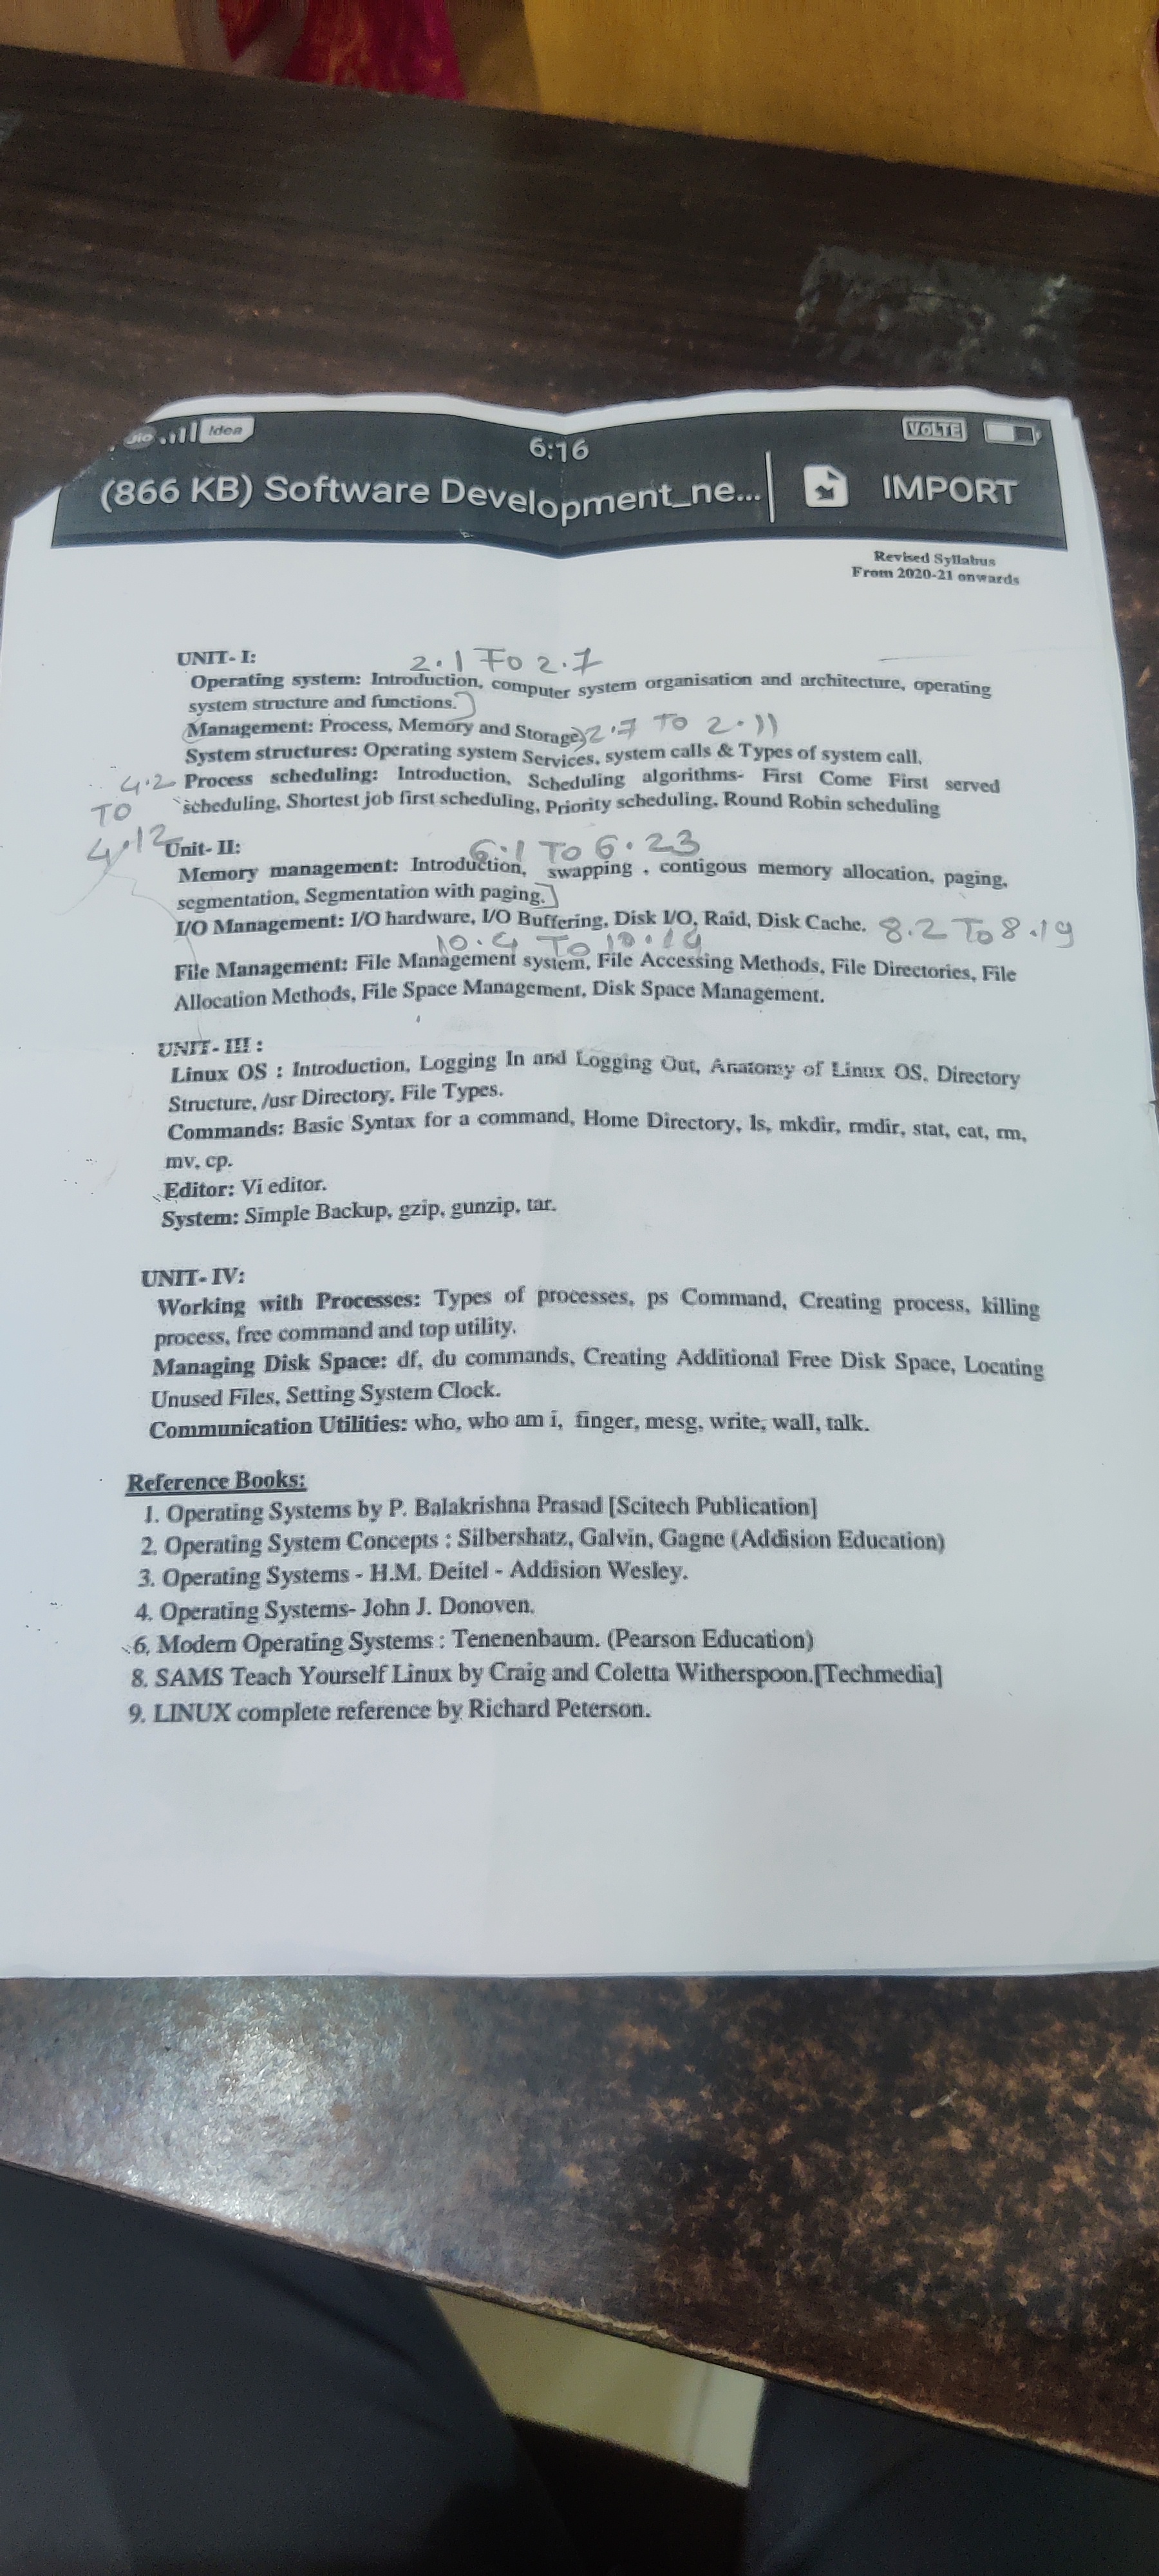 Jio Idea 6:16 VoLTE
(866 KB) Software Development_ne... IMPORT
Revised Syllabus
From 2020-21 onwards
UNIT- I: 2.1 TO 2.7
Operating system: Introduction, computer system organisation and architecture, operating
system structure and functions.
Management: Process, Memory and Storage 2.7 TO 2.11
System structures: Operating system Services, system calls & Types of system call,
4.2 Process scheduling: Introduction, Scheduling algorithms- First Come First served
TO scheduling, Shortest job first scheduling, Priority scheduling, Round Robin scheduling
4.12
Unit- II: 6.1 TO 6.23
Memory management: Introduction, swapping , contigous memory allocation, paging,
segmentation, Segmentation with paging.
I/O Management: I/O hardware, I/O Buffering, Disk I/O, Raid, Disk Cache. 8.2 TO 8.19
10.4 TO 10.19
File Management: File Management system, File Accessing Methods, File Directories, File
Allocation Methods, File Space Management, Disk Space Management.
UNIT- III :
Linux OS : Introduction, Logging In and Logging Out, Anatomy of Linux OS, Directory
Structure, /usr Directory, File Types.
Commands: Basic Syntax for a command, Home Directory, ls, mkdir, rmdir, stat, cat, rm,
mv, cp.
Editor: Vi editor.
System: Simple Backup, gzip, gunzip, tar.
UNIT- IV:
Working with Processes: Types of processes, ps Command, Creating process, killing
process, free command and top utility.
Managing Disk Space: df, du commands, Creating Additional Free Disk Space, Locating
Unused Files, Setting System Clock.
Communication Utilities: who, who am i, finger, mesg, write, wall, talk.
Reference Books:
1. Operating Systems by P. Balakrishna Prasad [Scitech Publication]
2. Operating System Concepts : Silbershatz, Galvin, Gagne (Addision Education)
3. Operating Systems - H.M. Deitel - Addision Wesley.
4. Operating Systems- John J. Donoven.
6. Modern Operating Systems : Tenenenbaum. (Pearson Education)
8. SAMS Teach Yourself Linux by Craig and Coletta Witherspoon.[Techmedia]
9. LINUX complete reference by Richard Peterson.